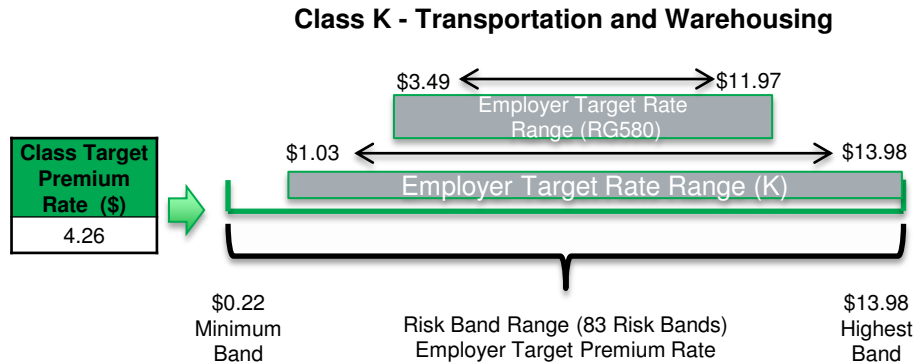 Class K - Transportation and Warehousing
$3.49
$11.97
Employer Target Rate
Range (RG580)
$1.03
$13.98
Class Target
Premium
Rate ($)
Employer Target Rate Range (K)
4.26
$0.22
Minimum
Band
Risk Band Range (83 Risk Bands)
Employer Target Premium Rate
$13.98
Highest
Band